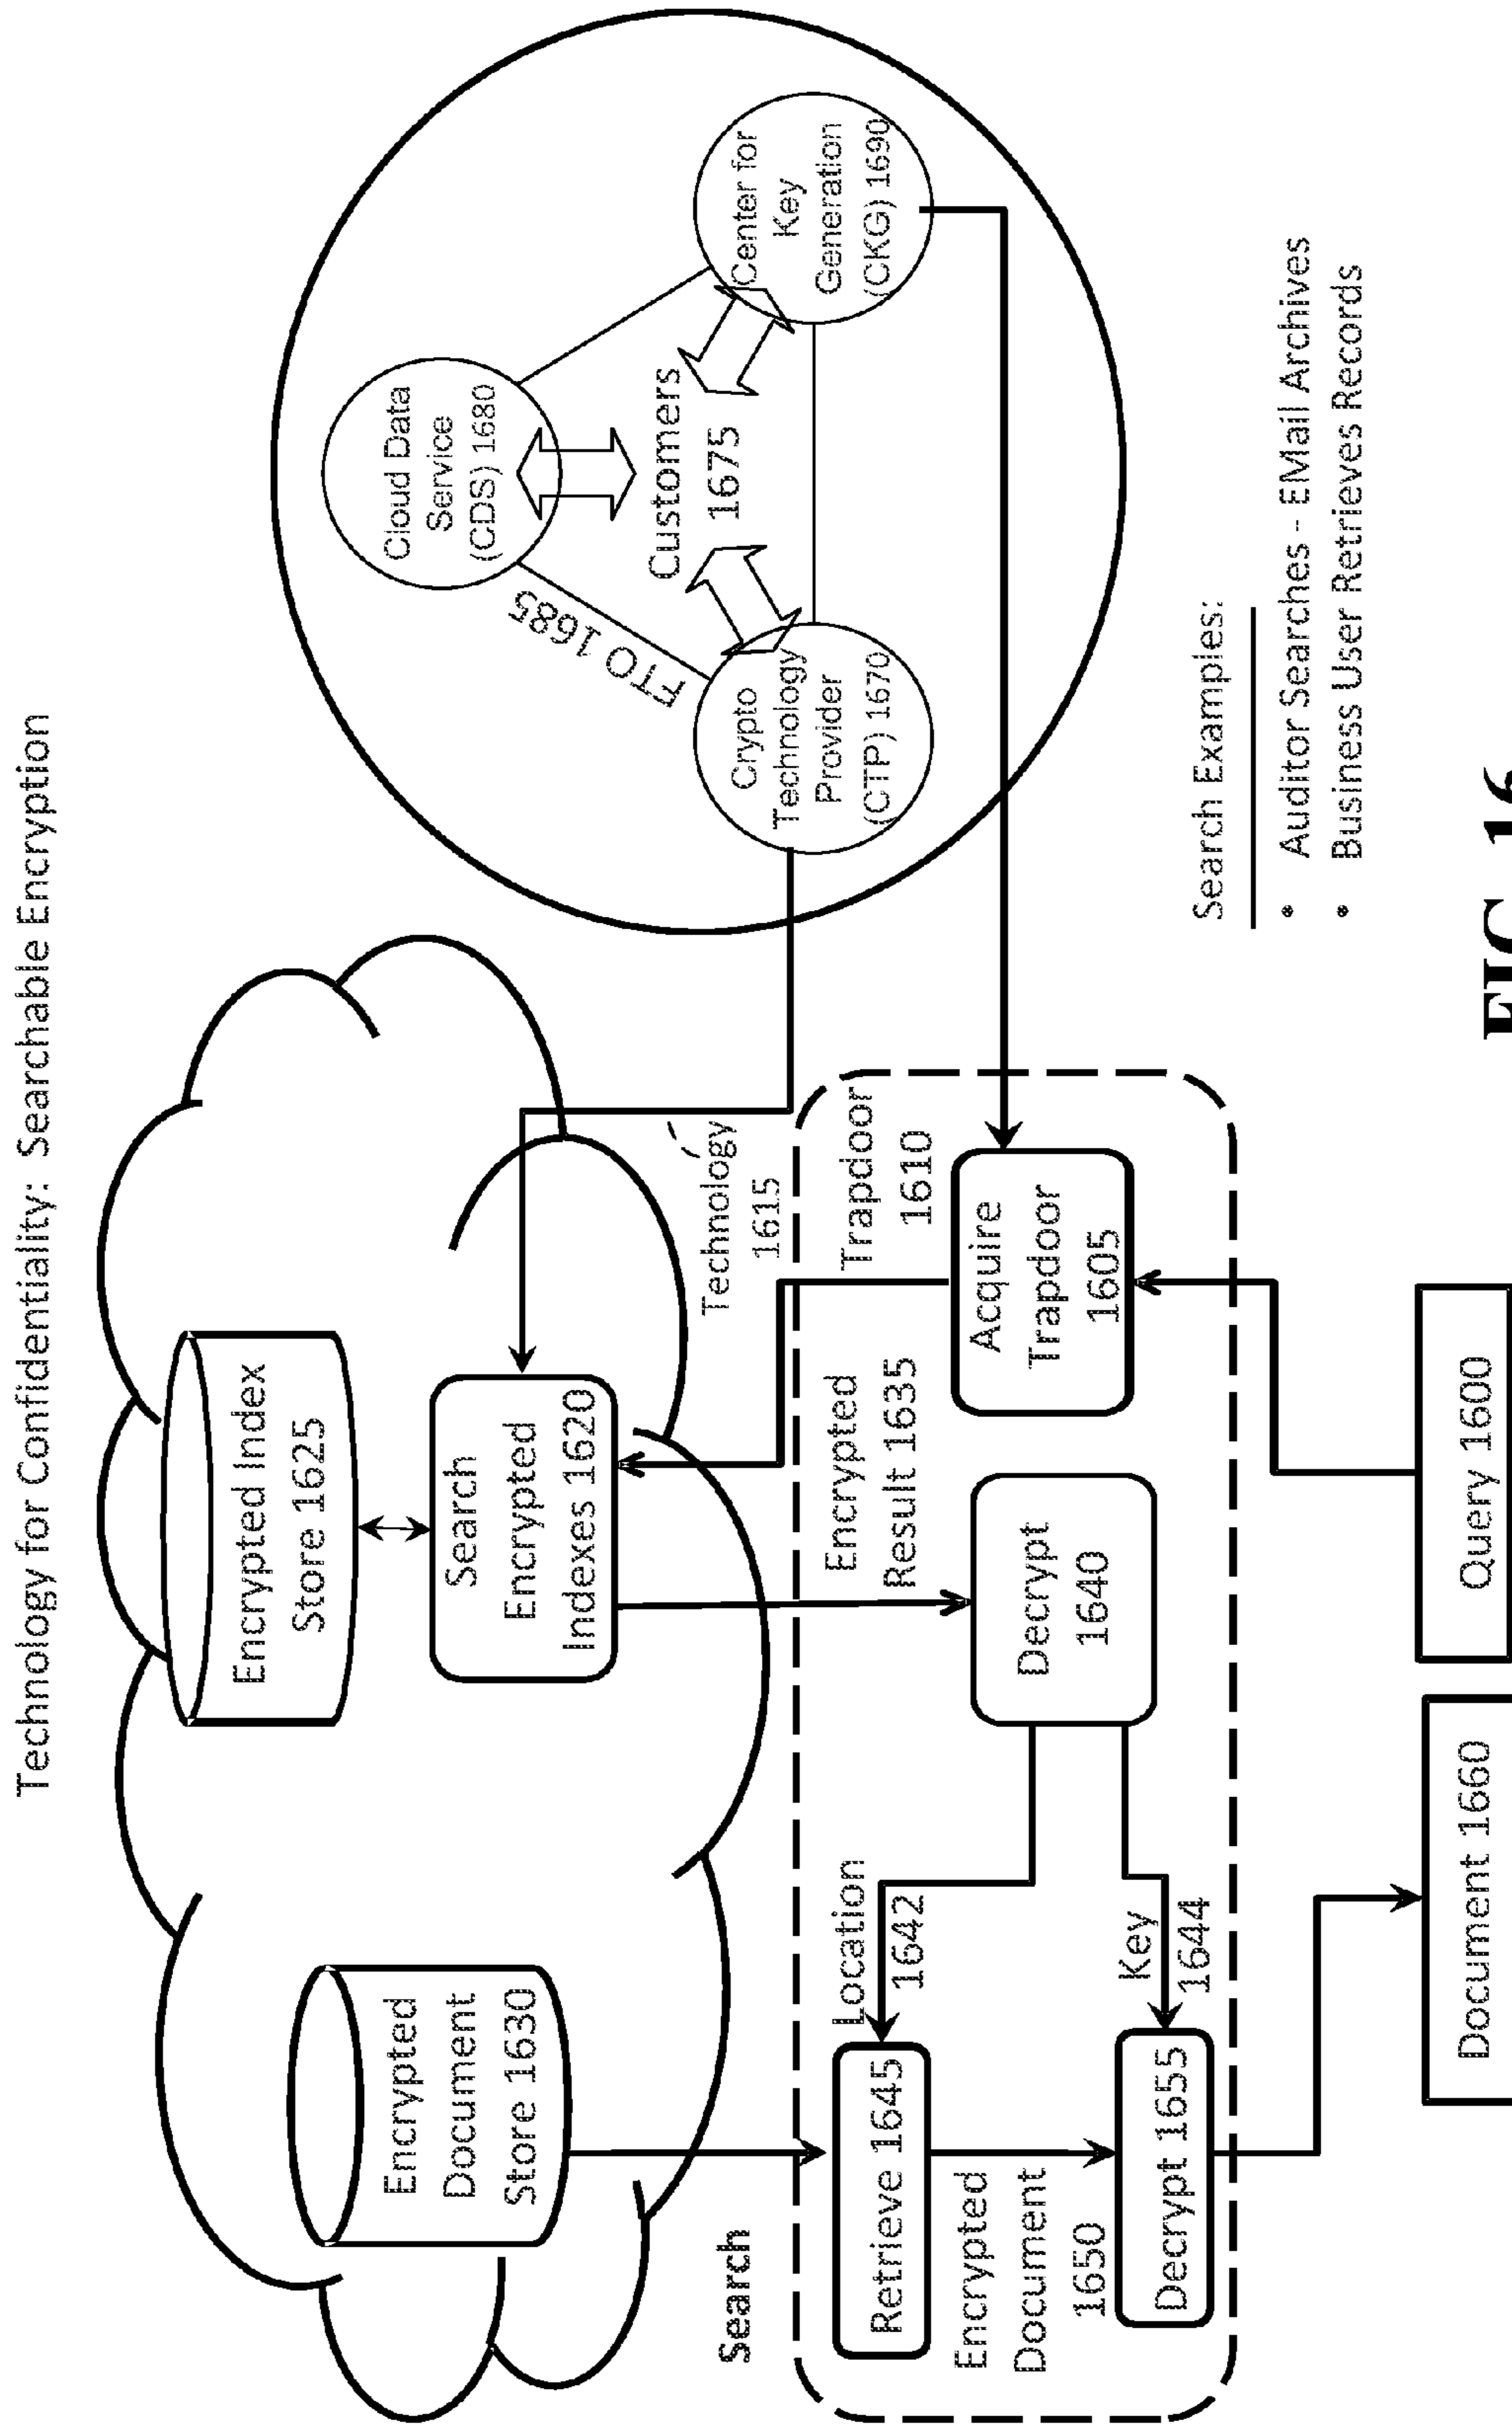 Technology for Confidentiality: Searchable Encryption
Encrypted Index
Store 1625
Encrypted
Document
Store 1630
Search
Encrypted
Indexes 1620
Cloud Data
Service
(CDS) 1680
FTO 1685
Customers
1675
Crypto
Technology
Provider
(CTP) 1670
Center for
Key
Generation
(CKG) 1690
Search
Technology
1615
Trapdoor
1610
Encrypted
Result 1635
Location
1642
Retrieve 1645
Encrypted
Document
1650
Decrypt
1640
Acquire
Trapdoor
1605
Key
1644
Decrypt 1655
Document 1660
Query 1600
Search Examples:
• Auditor Searches - EMail Archives
• Business User Retrieves Records
FIG. 16